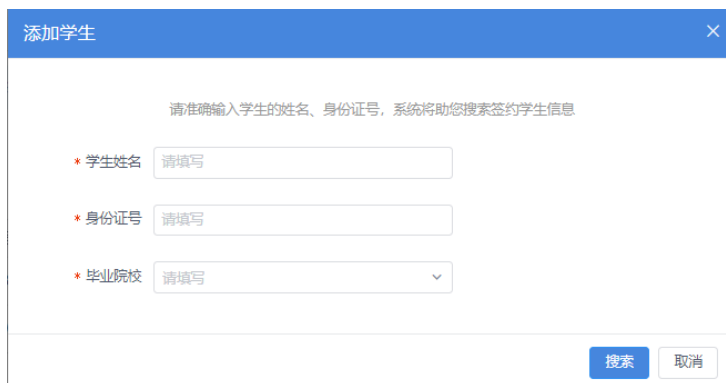 添加学生
请准确输入学生的姓名、身份证号，系统将助您搜索签约学生信息
* 学生姓名 请填写
* 身份证号 请填写
* 毕业院校 请填写
搜索 取消